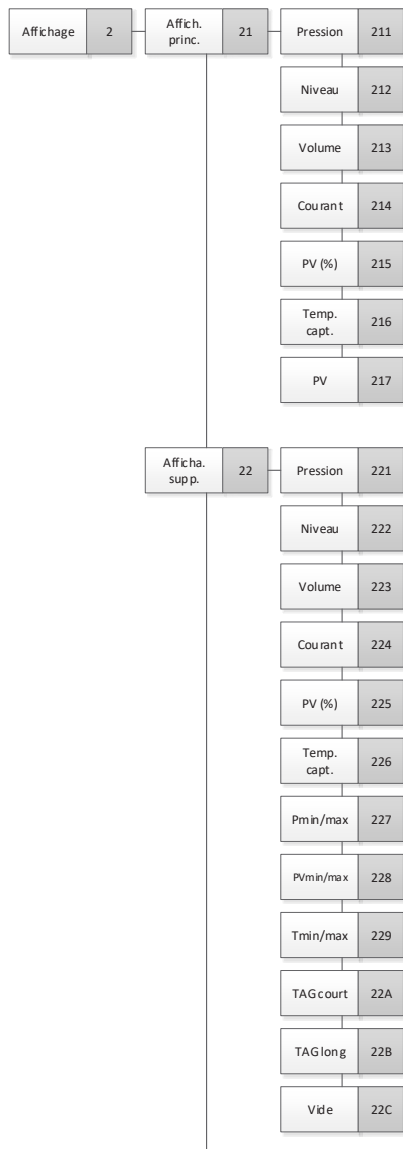 Affichage 2 Affich. princ. 21 Pression 211
Niveau 212
Volume 213
Courant 214
PV (%) 215
Temp. capt. 216
PV 217
Afficha. supp. 22 Pression 221
Niveau 222
Volume 223
Courant 224
PV (%) 225
Temp. capt. 226
Pmin/max 227
PVmin/max 228
Tmin/max 229
TAG court 22A
TAG long 22B
Vide 22C